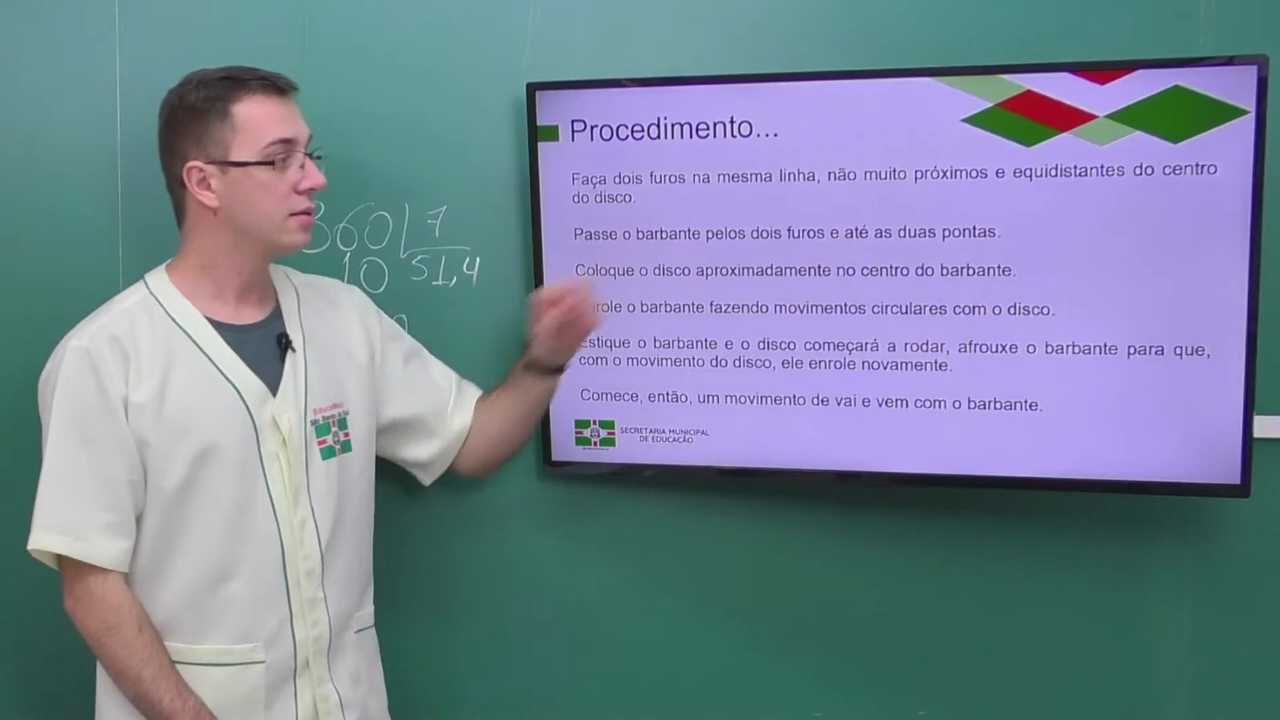 Procedimento...
Faça dois furos na mesma linha, não muito próximos e equidistantes do centro
do disco.
Passe o barbante pelos dois furos e até as duas pontas.
Coloque o disco aproximadamente no centro do barbante.
o barbante fazendo movimentos circulares com o disco.
Estique o barbante e o disco começará a rodar, afrouxe o barbante para que,
com o movimento do disco, ele enrole novamente.
Comece, então, um movimento de vai e vem com o barbante.
SECRETARIA MUNICIPAL
DE EDUCAÇÃO
360 7
10 51,4